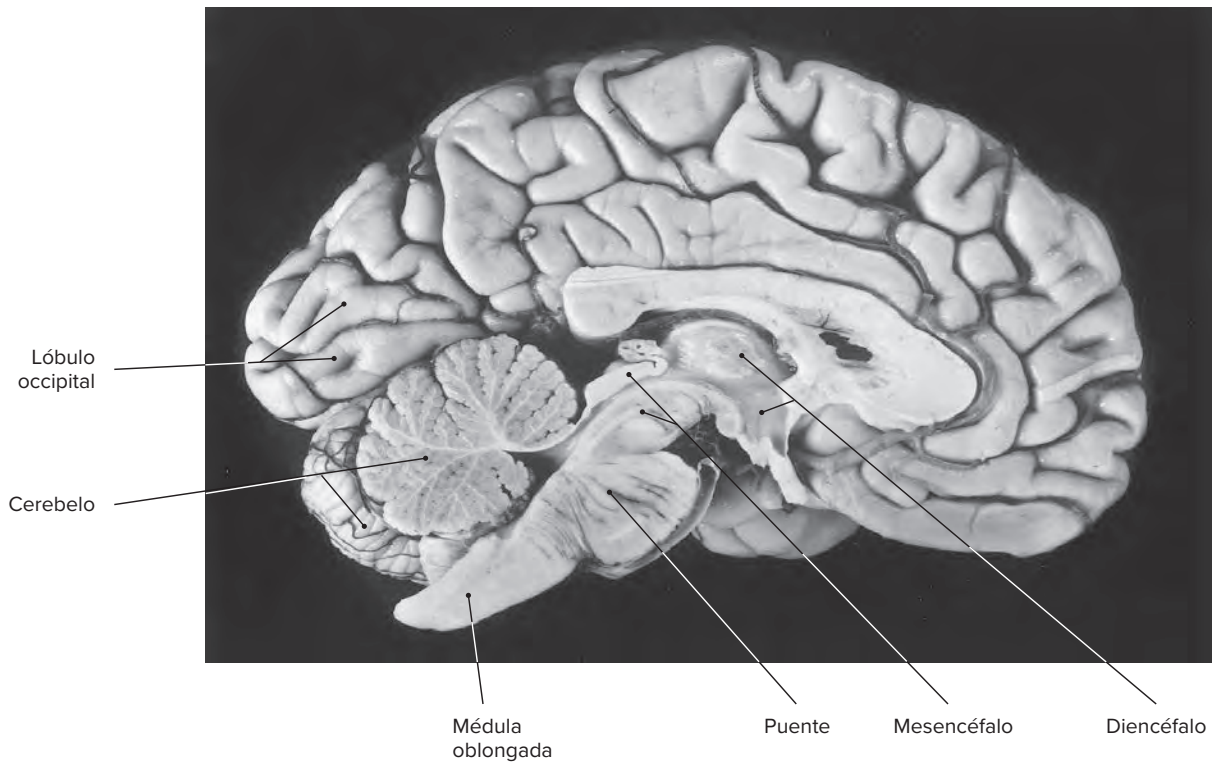 Lóbulo
occipital
Cerebelo
Médula
oblongada
Puente
Mesencéfalo
Diencéfalo